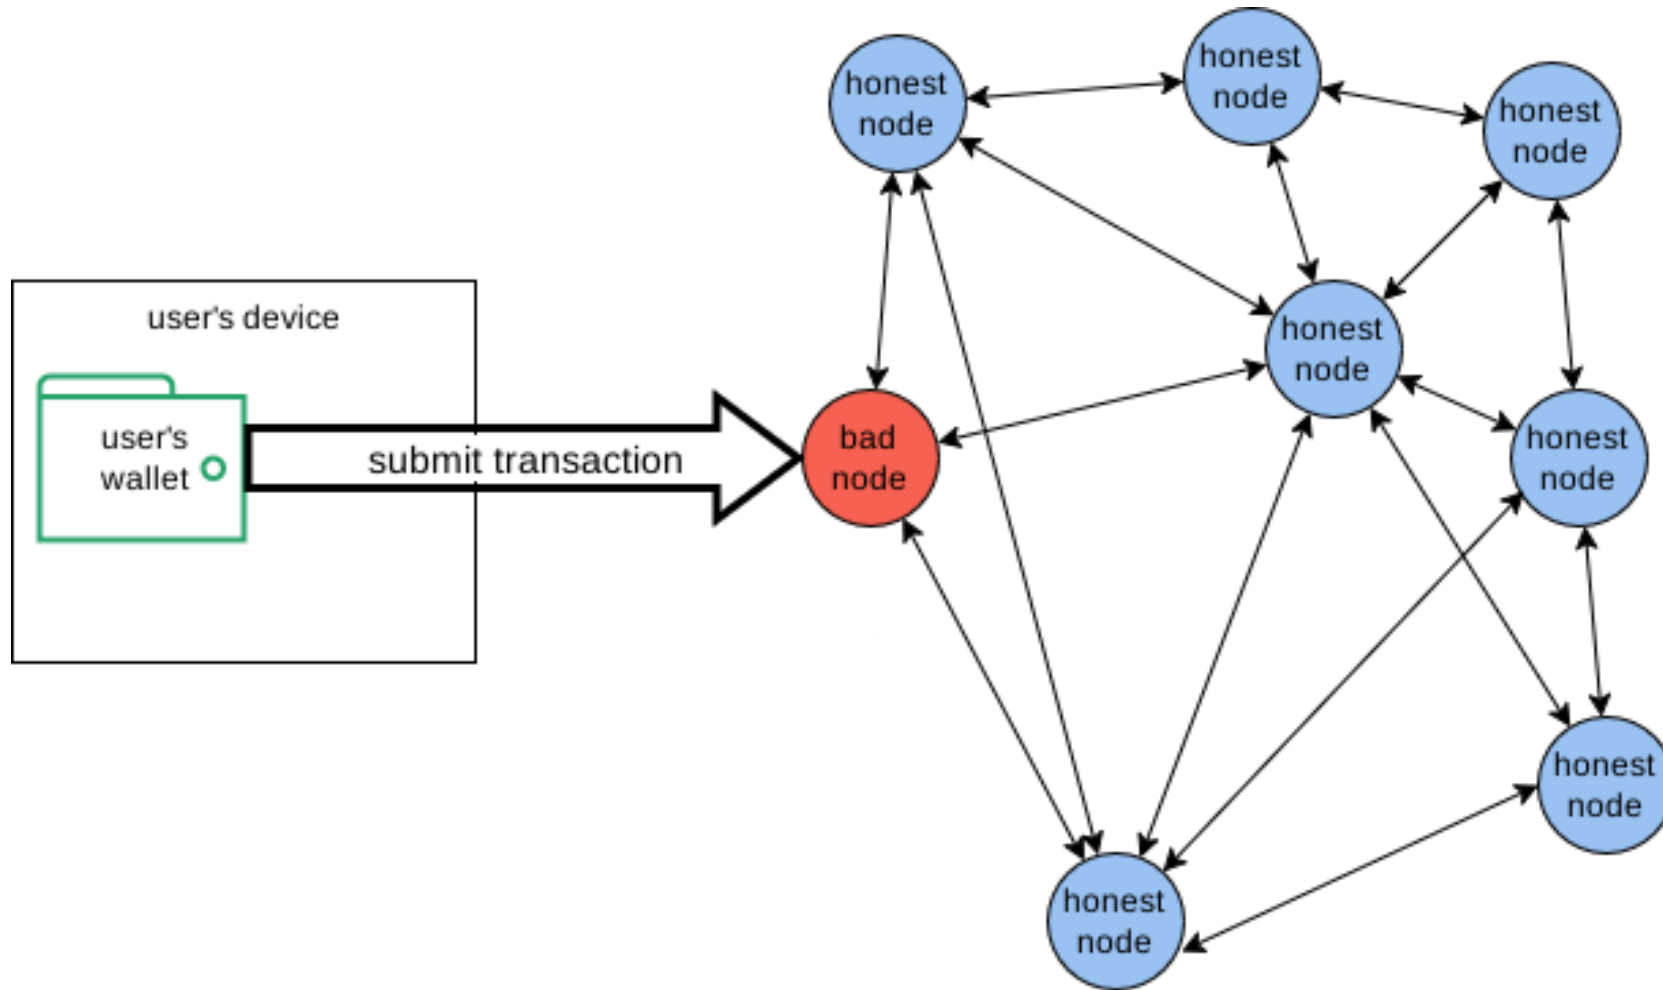 honest
node
honest
node
honest
node
user's device
honest
node
user's
wallet
submit transaction
bad
node
honest
node
honest
node
honest
node